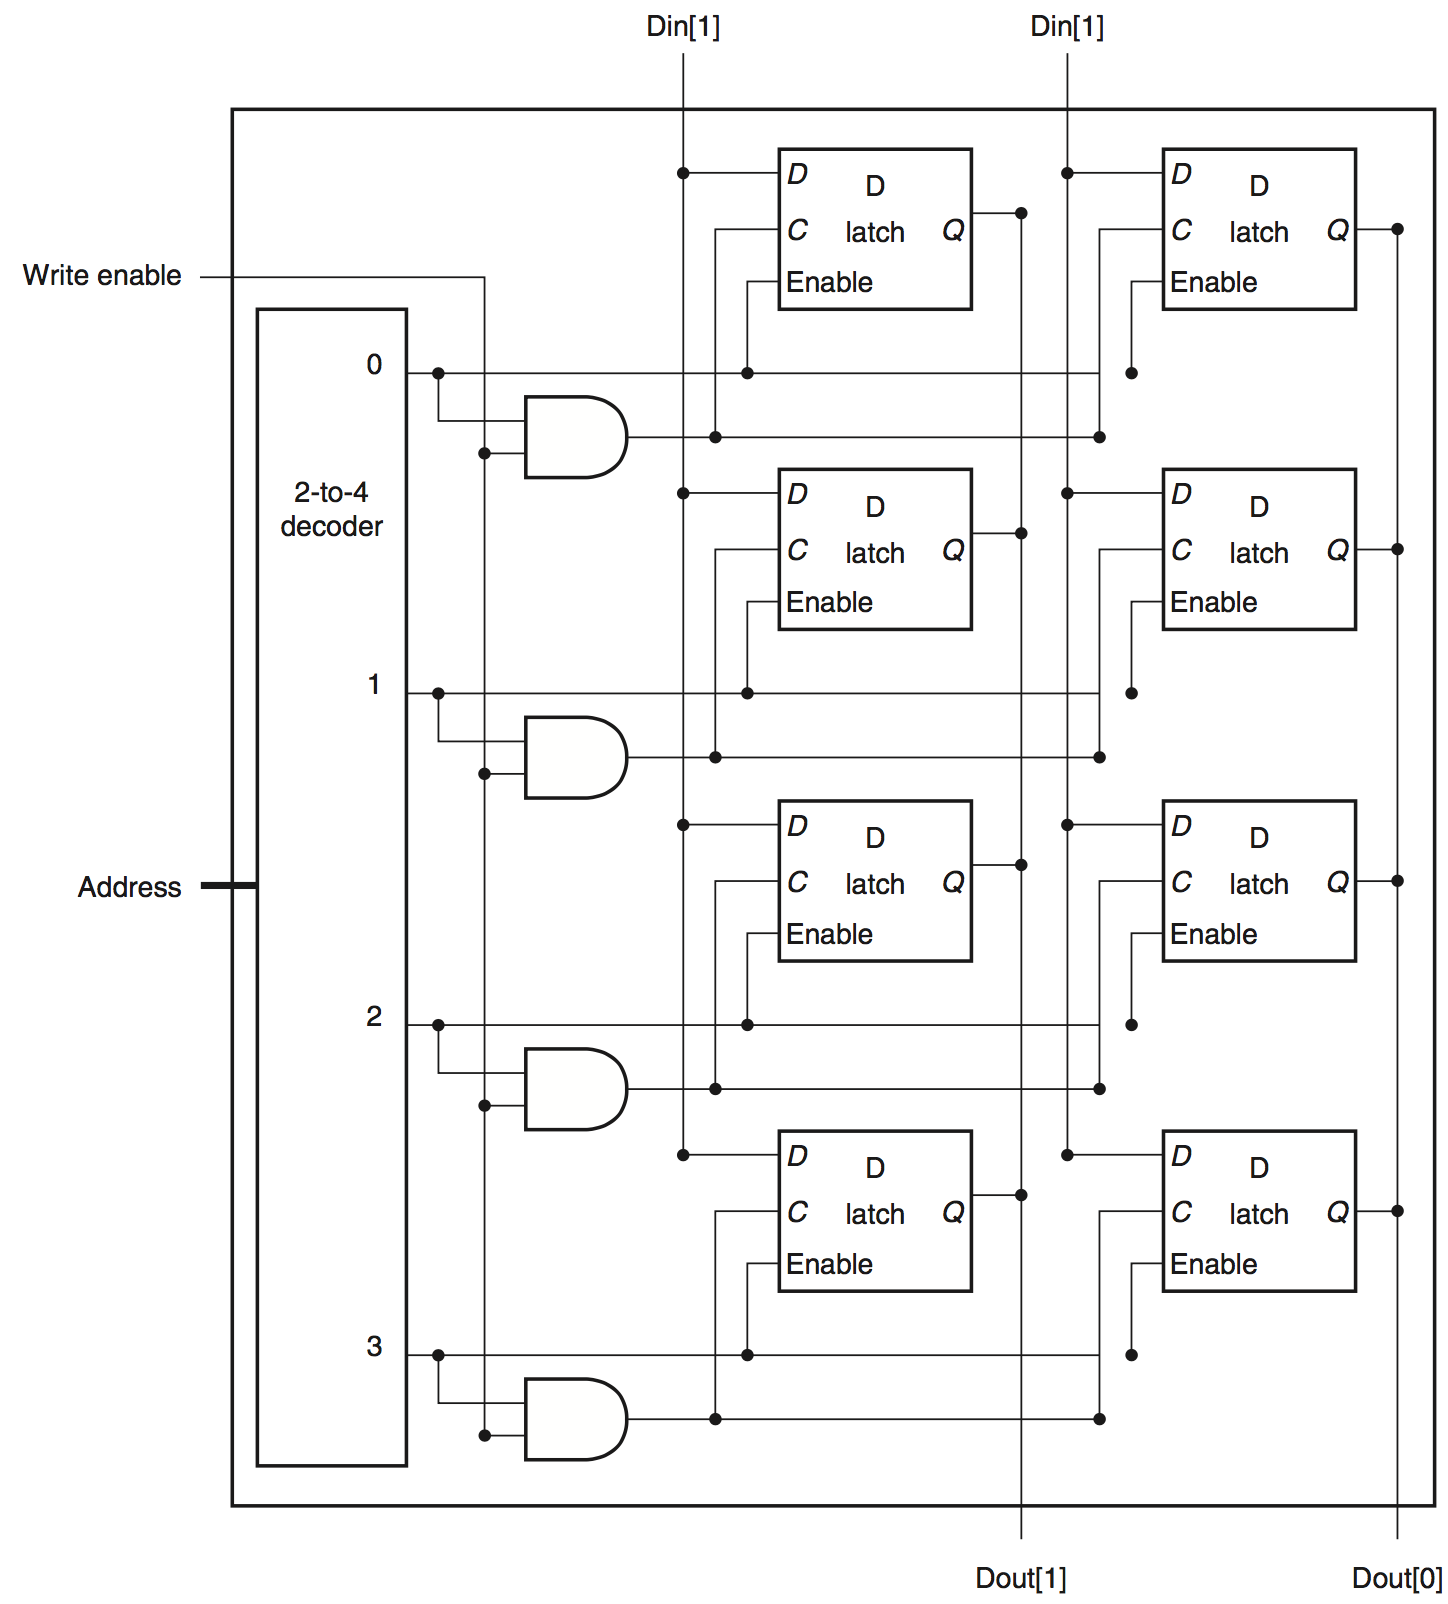 Din[1] Din[1]
D D
D latch
C Q
Enable
D D
D latch
C Q
Enable
Write enable
0
2-to-4
decoder
D D
C latch Q
Enable
D D
C latch Q
Enable
1
D D
C latch Q
Enable
D D
C latch Q
Enable
Address
2
D D
C latch Q
Enable
D D
C latch Q
Enable
3
Dout[1] Dout[0]